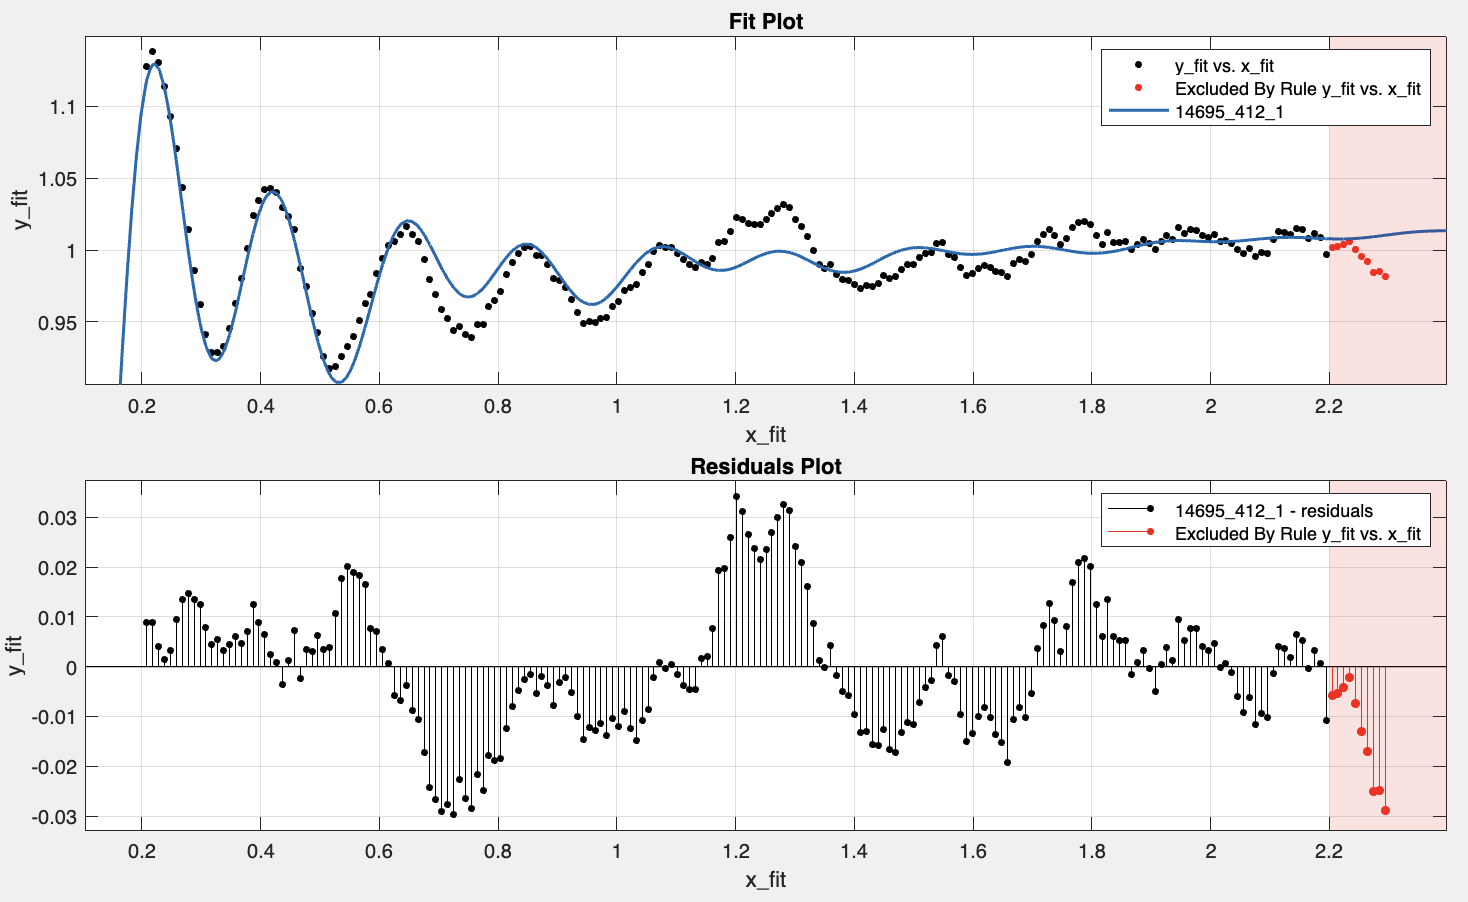 Fit Plot
y_fit vs. x_fit
Excluded By Rule y_fit vs. x_fit
14695_412_1
1.1
1.05
1
0.95
y_fit
0.2 0.4 0.6 0.8 1 1.2 1.4 1.6 1.8 2 2.2
x_fit
Residuals Plot
14695_412_1 - residuals
Excluded By Rule y_fit vs. x_fit
0.03
0.02
0.01
0
-0.01
-0.02
-0.03
y_fit
0.2 0.4 0.6 0.8 1 1.2 1.4 1.6 1.8 2 2.2
x_fit